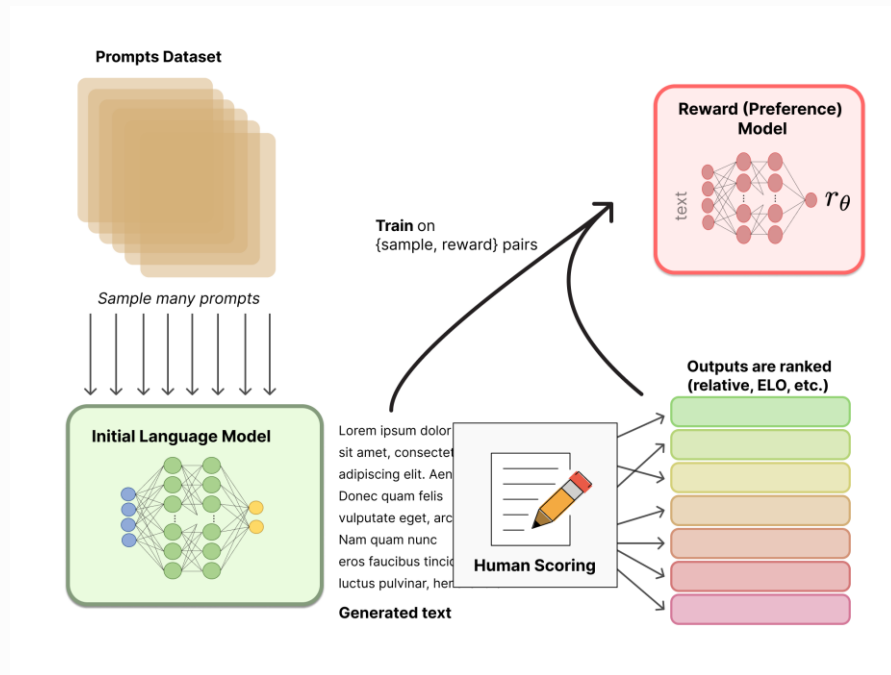 Prompts Dataset
Sample many prompts
Initial Language Model
Lorem ipsum dolor
sit amet, consectet
adipiscing elit. Aen
Donec quam felis
vulputate eget, arc
Nam quam nunc
eros faucibus tincid
luctus pulvinar, her
Generated text
Human Scoring
Train on
{sample, reward} pairs
Reward (Preference)
Model
text
rθ
Outputs are ranked
(relative, ELO, etc.)